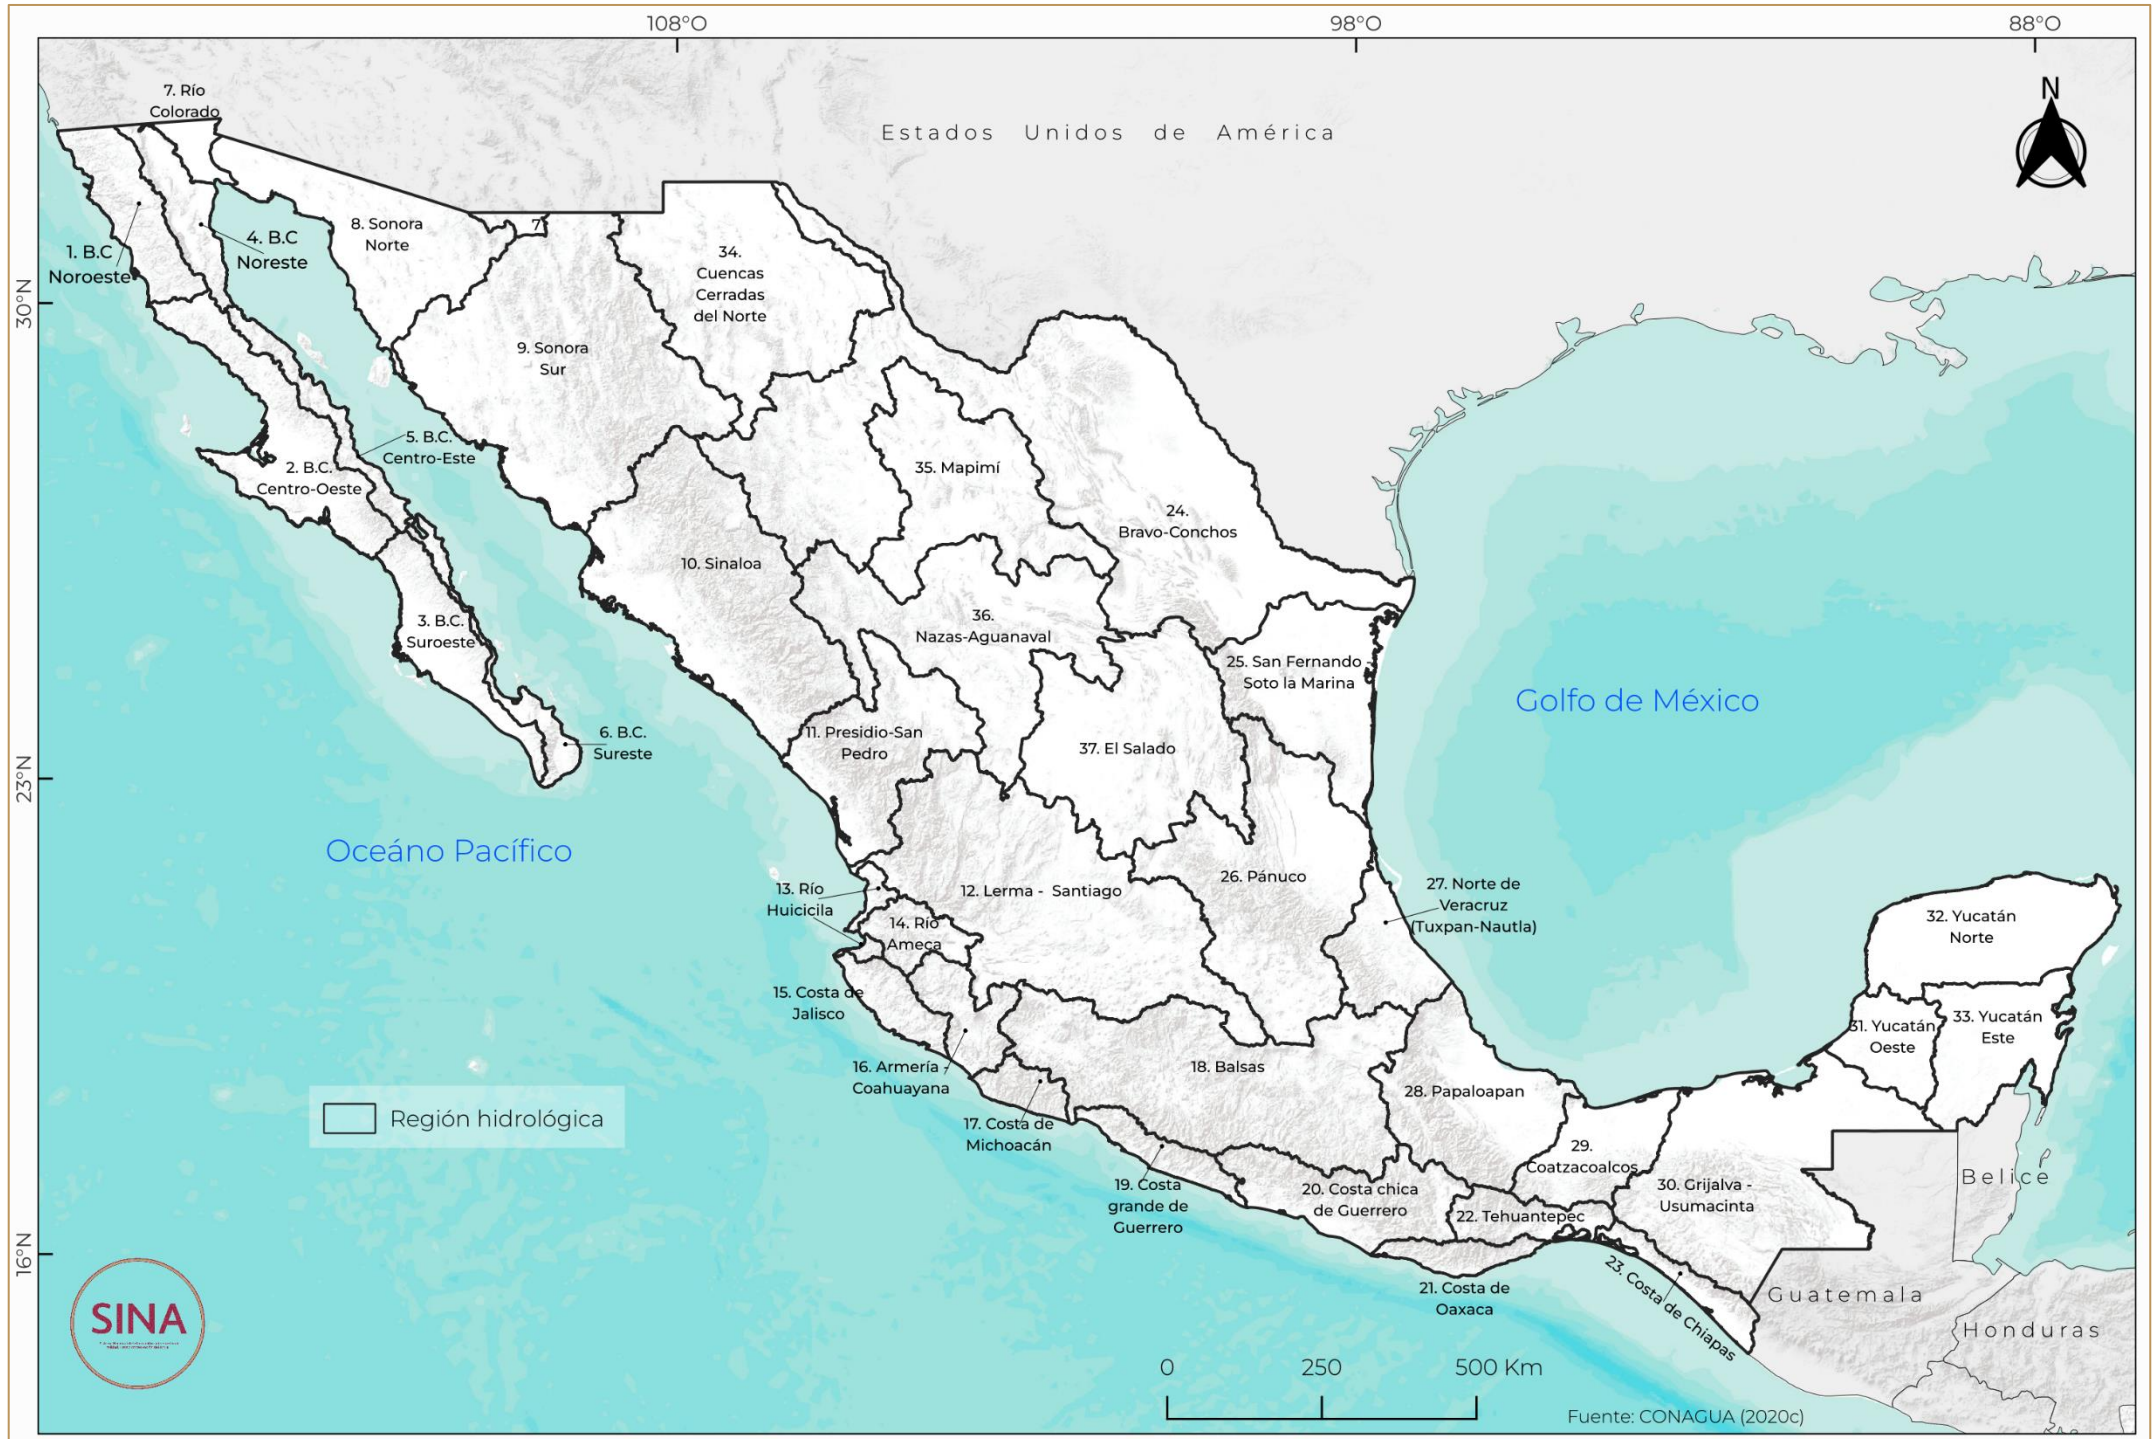 108°O
98°O
88°O
30°N
23°N
16°N
N
Estados Unidos de América
7. Río
Colorado
1. B.C
Noroeste
4. B.C
Noreste
8. Sonora
Norte
7
34.
Cuencas
Cerradas
del Norte
9. Sonora
Sur
5. B.C.
Centro-Este
2. B.C.
Centro-Oeste
35. Mapimí
24.
Bravo-Conchos
10. Sinaloa
3. B.C.
Suroeste
36.
Nazas-Aguanaval
25. San Fernando
Soto la Marina
Golfo de México
6. B.C.
Sureste
11. Presidio-San
Pedro
37. El Salado
Oceáno Pacífico
13. Río
Huicicila
12. Lerma - Santiago
26. Pánuco
27. Norte de
Veracruz
(Tuxpan-Nautla)
14. Río
Ameca
32. Yucatán
Norte
15. Costa de
Jalisco
31. Yucatán
Oeste
33. Yucatán
Este
16. Armería -
Coahuayana
18. Balsas
28. Papaloapan
Región hidrológica
17. Costa de
Michoacán
29.
Coatzacoalcos
Belice
19. Costa
grande de
Guerrero
20. Costa chica
de Guerrero
22. Tehuantepec
30. Grijalva -
Usumacinta
21. Costa de
Oaxaca
23. Costa de Chiapas
Guatemala
Honduras
SINA
0 250 500 Km
Fuente: CONAGUA (2020c)